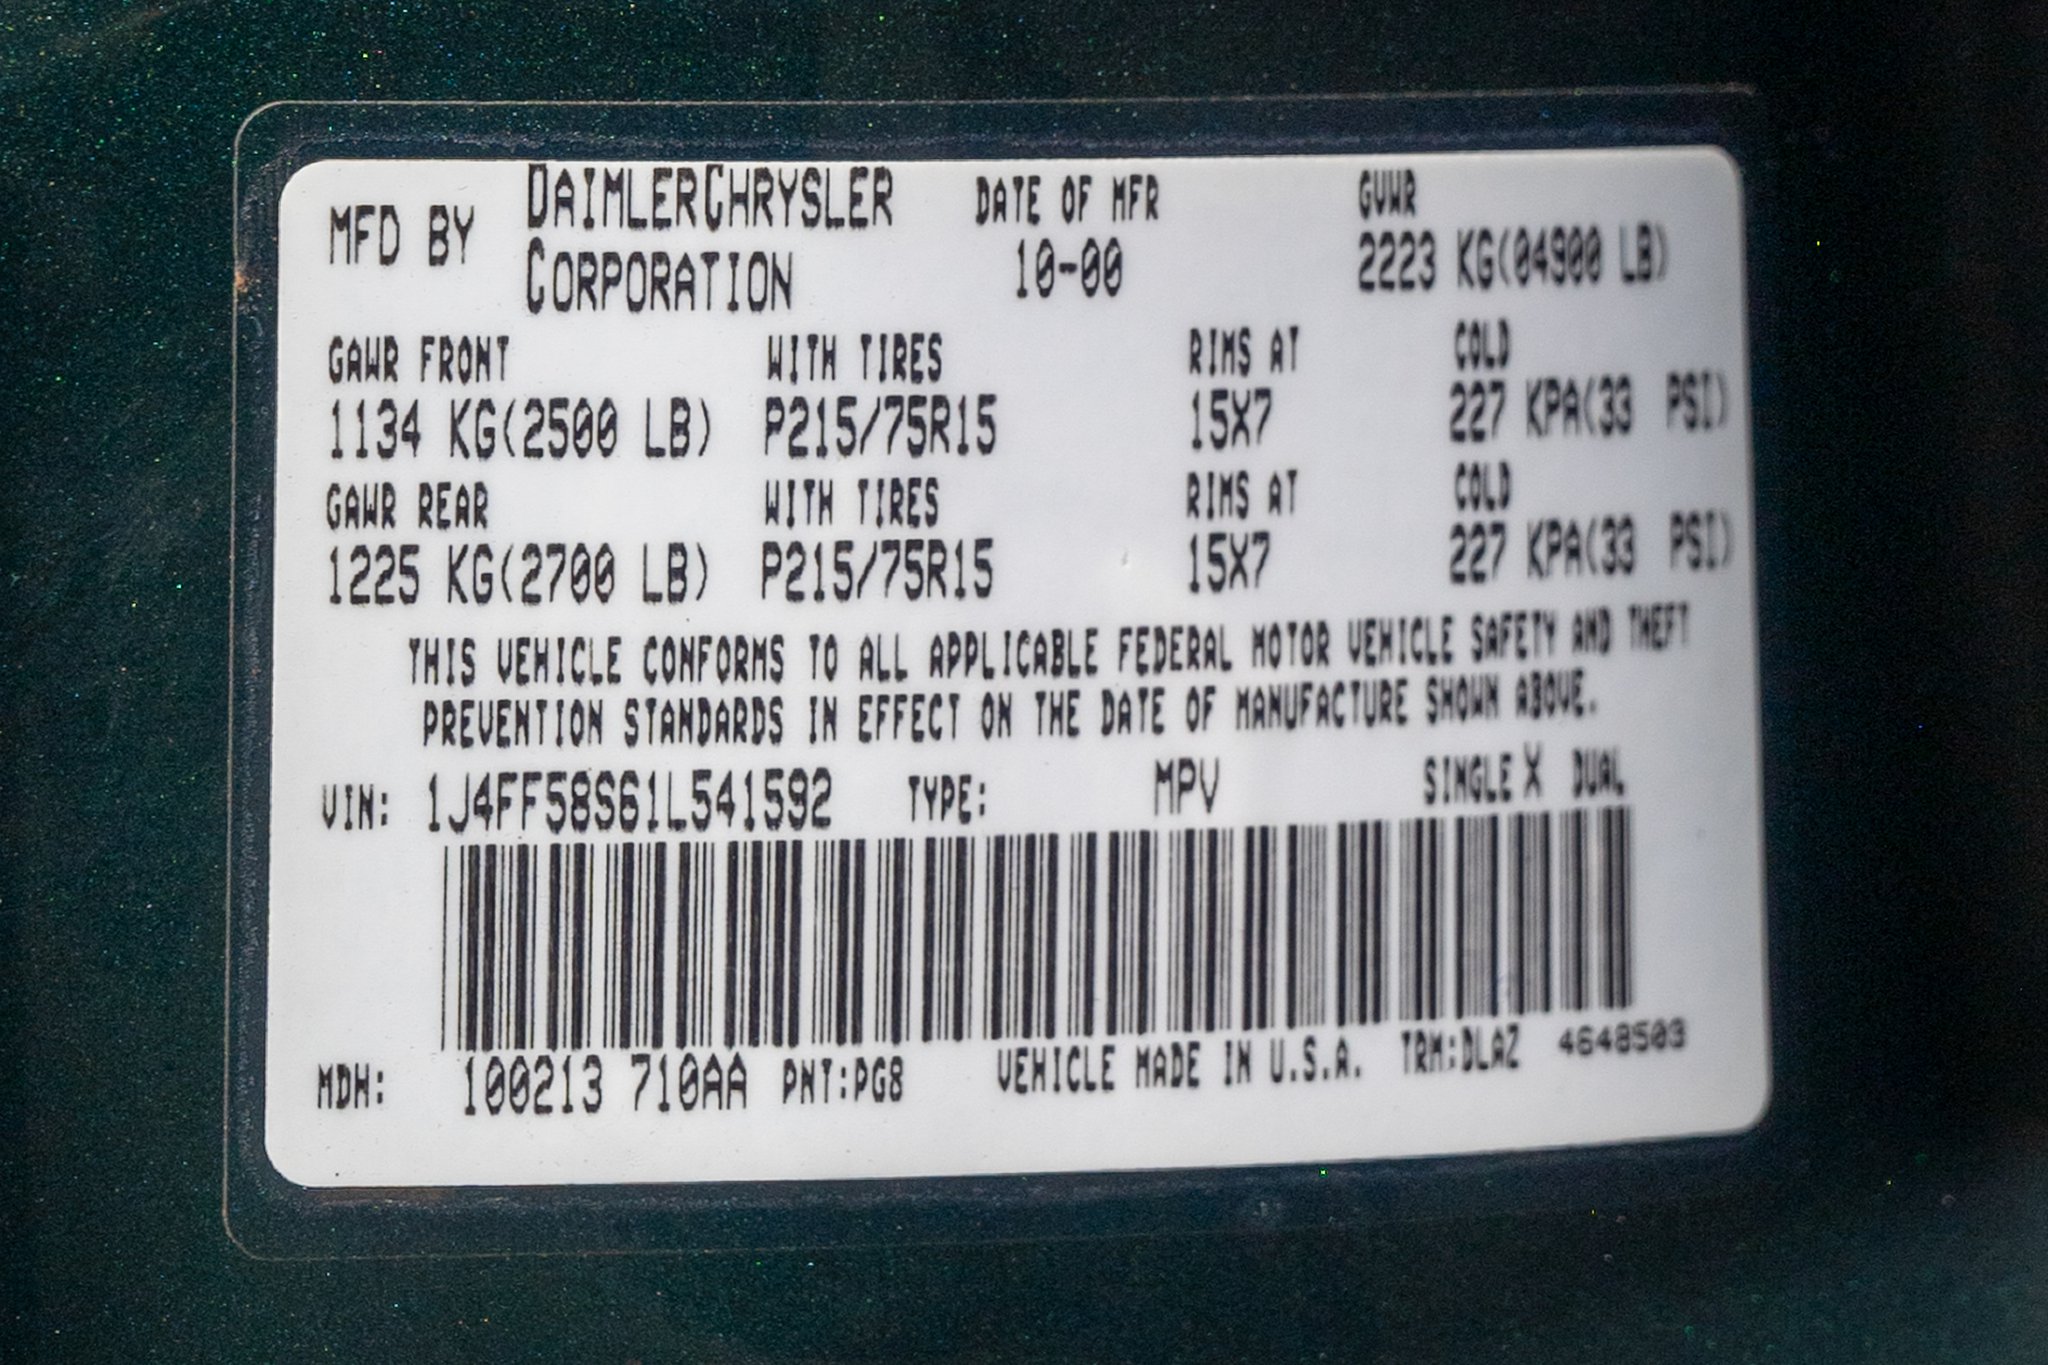 MFD BY DAIMLERCHRYSLER CORPORATION DATE OF MFR 10-00 GVWR 2223 KG(04900 LB)
GAWR FRONT WITH TIRES RIMS AT COLD
1134 KG(2500 LB) P215/75R15 15X7 227 KPA(33 PSI)
GAWR REAR WITH TIRES RIMS AT COLD
1225 KG(2700 LB) P215/75R15 15X7 227 KPA(33 PSI)
THIS VEHICLE CONFORMS TO ALL APPLICABLE FEDERAL MOTOR VEHICLE SAFETY AND THEFT
PREVENTION STANDARDS IN EFFECT ON THE DATE OF MANUFACTURE SHOWN ABOVE.
VIN: 1J4FF58S61L541592 TYPE: MPV SINGLE X DUAL
MDH: 100213 710AA PNT:PG8 VEHICLE MADE IN U.S.A. TRM:DLAZ 4648503